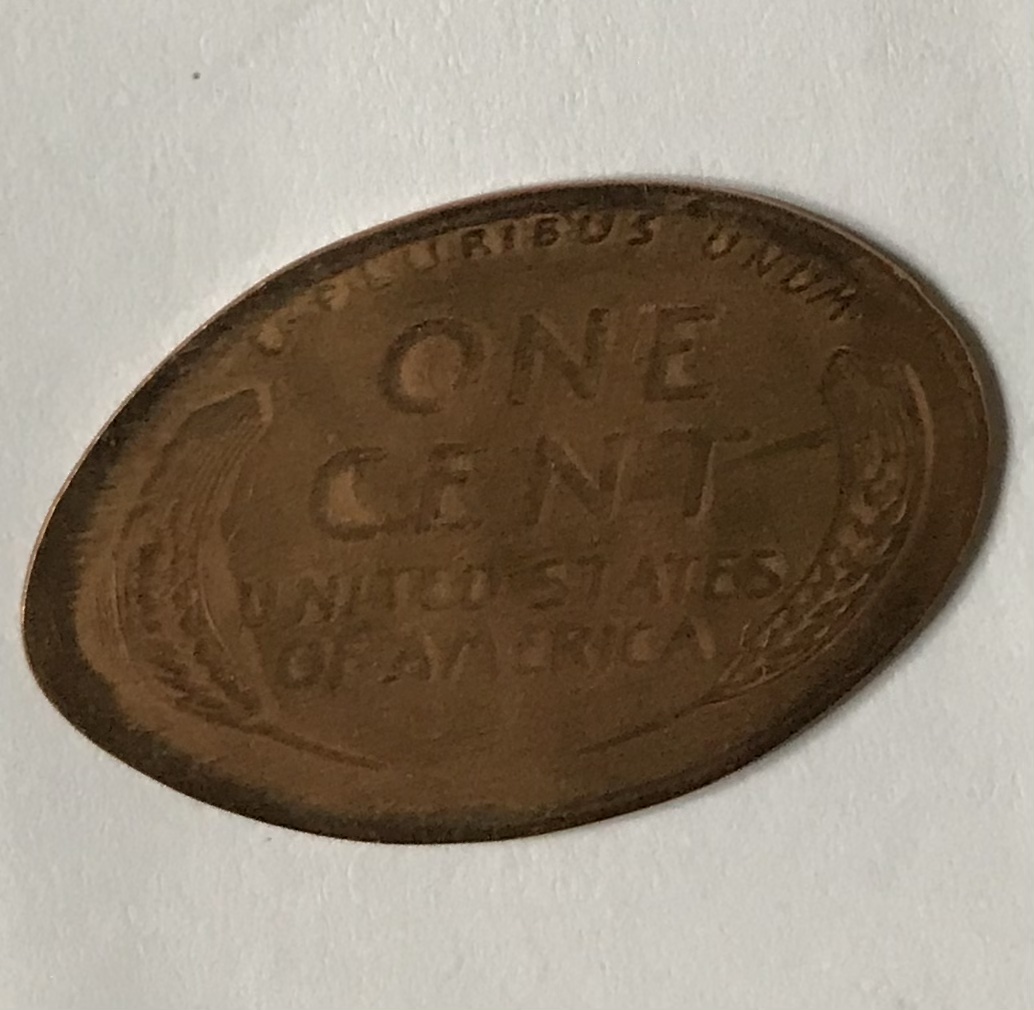 E PLURIBUS UNUM
ONE
CENT
UNITED STATES
OF AMERICA